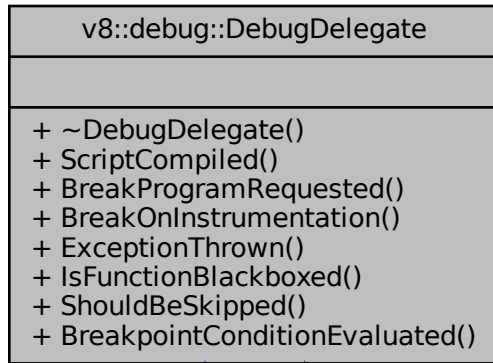 v8::debug::DebugDelegate
+ ~DebugDelegate()
+ ScriptCompiled()
+ BreakProgramRequested()
+ BreakOnInstrumentation()
+ ExceptionThrown()
+ IsFunctionBlackboxed()
+ ShouldBeSkipped()
+ BreakpointConditionEvaluated()